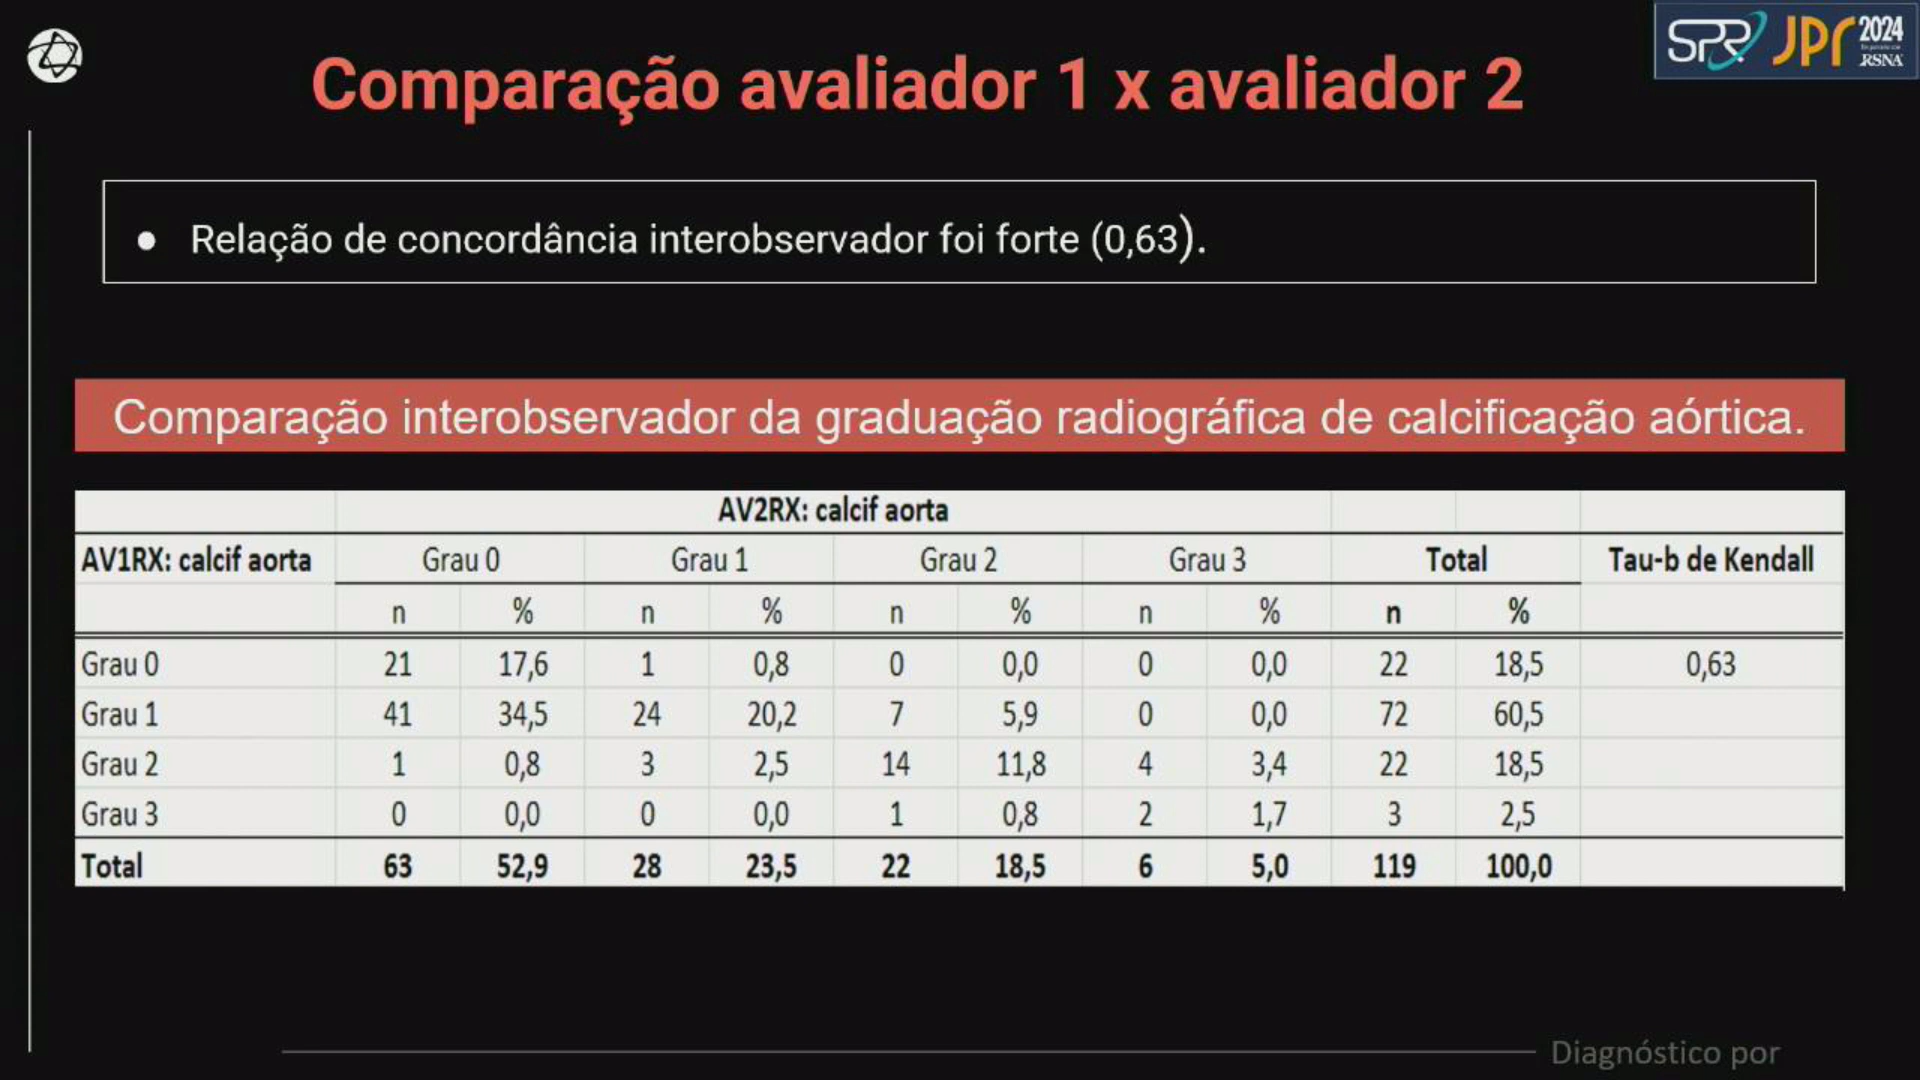 SPR JPR 2024
RSNA
Comparação avaliador 1 x avaliador 2
● Relação de concordância interobservador foi forte (0,63).
Comparação interobservador da graduação radiográfica de calcificação aórtica.
AV2RX: calcif aorta
AV1RX: calcif aorta Grau 0 Grau 1 Grau 2 Grau 3 Total Tau-b de Kendall
n % n % n % n % n %
Grau 0 21 17,6 1 0,8 0 0,0 0 0,0 22 18,5 0,63
Grau 1 41 34,5 24 20,2 7 5,9 0 0,0 72 60,5
Grau 2 1 0,8 3 2,5 14 11,8 4 3,4 22 18,5
Grau 3 0 0,0 0 0,0 1 0,8 2 1,7 3 2,5
Total 63 52,9 28 23,5 22 18,5 6 5,0 119 100,0
Diagnóstico por